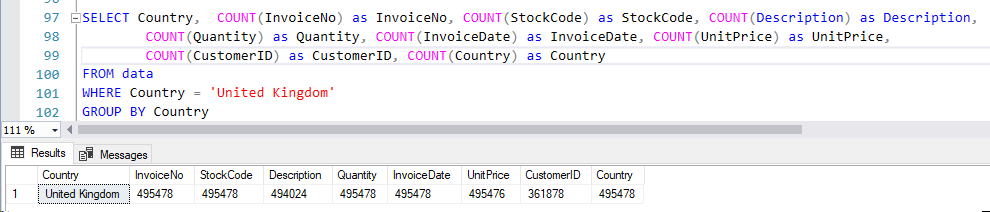 97 SELECT Country,  COUNT(InvoiceNo) as InvoiceNo, COUNT(StockCode) as StockCode, COUNT(Description) as Description,
98 COUNT(Quantity) as Quantity, COUNT(InvoiceDate) as InvoiceDate, COUNT(UnitPrice) as UnitPrice,
99 COUNT(CustomerID) as CustomerID, COUNT(Country) as Country
100 FROM data
101 WHERE Country = 'United Kingdom'
102 GROUP BY Country
111 %
Results Messages
Country InvoiceNo StockCode Description Quantity InvoiceDate UnitPrice CustomerID Country
1 United Kingdom 495478 495478 494024 495478 495478 495476 361878 495478